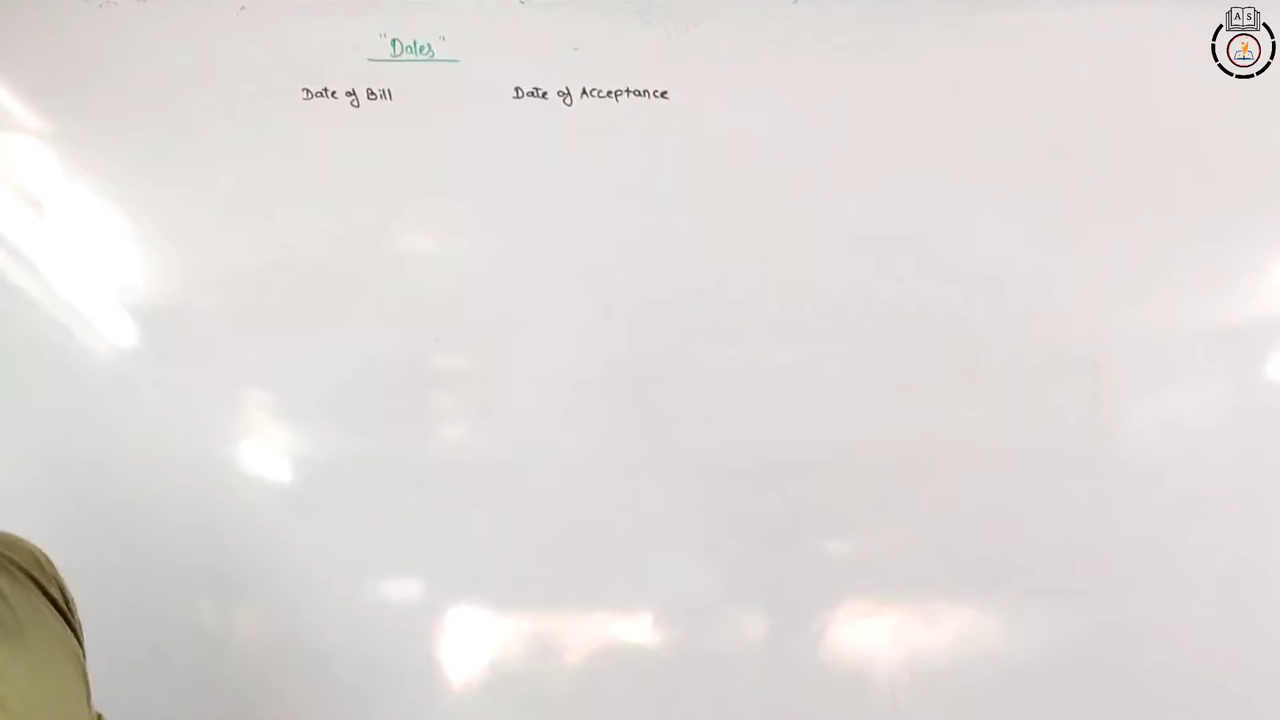 "Dates"
Date of Bill Date of Acceptance
A S